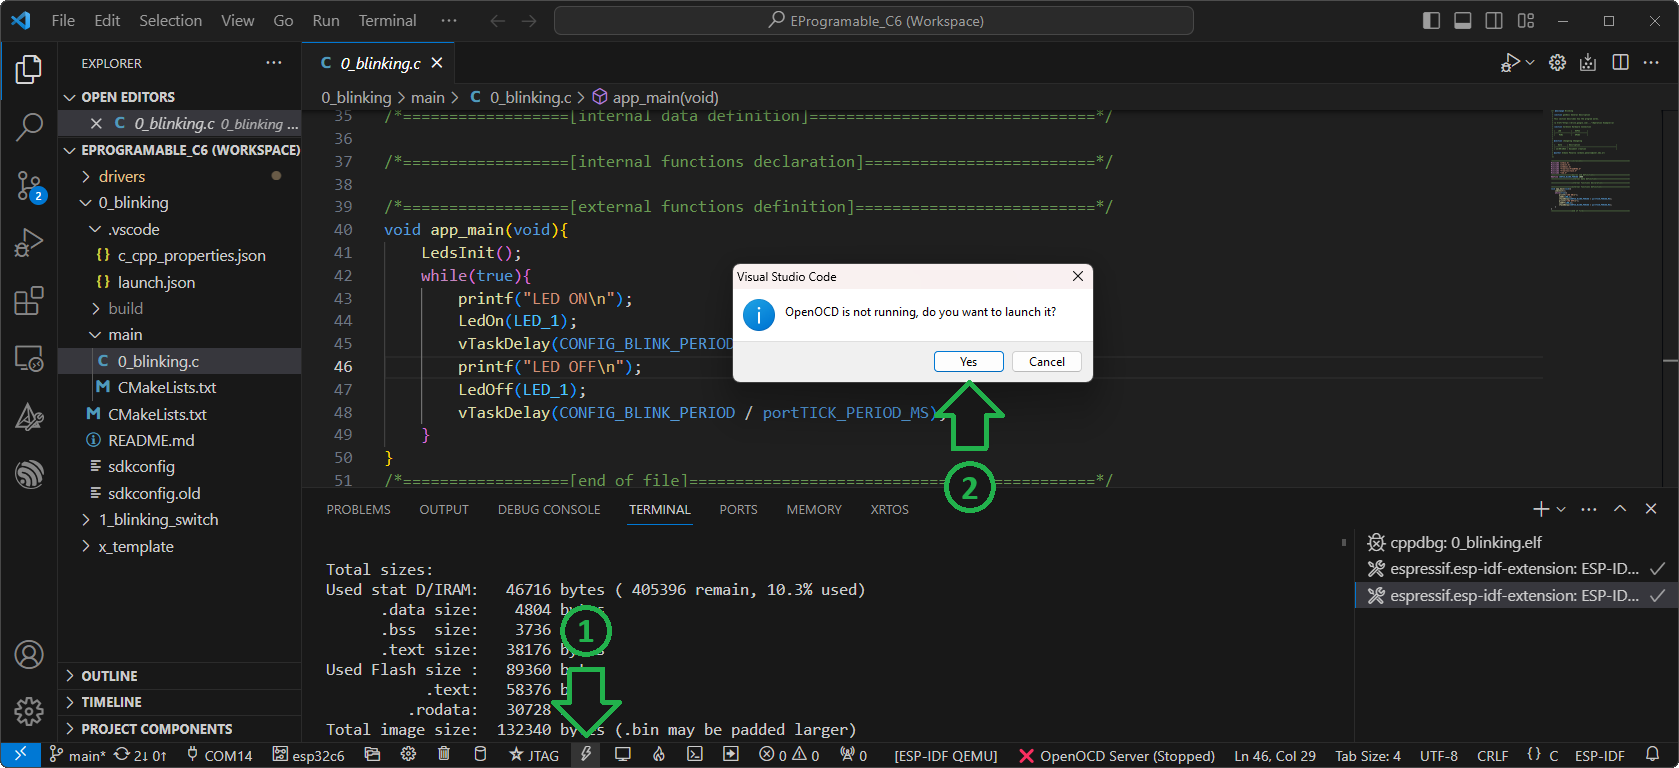 File Edit Selection View Go Run Terminal ··· EProgramable_C6 (Workspace)
EXPLORER ···
OPEN EDITORS
0_blinking.c 0_blinking ...
EPROGRAMABLE_C6 (WORKSPACE)
drivers
0_blinking
.vscode
c_cpp_properties.json
launch.json
build
main
0_blinking.c
CMakeLists.txt
CMakeLists.txt
README.md
sdkconfig
sdkconfig.old
1_blinking_switch
x_template
OUTLINE
TIMELINE
PROJECT COMPONENTS
2
C 0_blinking.c
0_blinking > main > C 0_blinking.c > app_main(void)
35 /*==================[internal data definition]===============================*/
36
37 /*==================[internal functions declaration]=========================*/
38
39 /*==================[external functions definition]==========================*/
40 void app_main(void){
41 LedsInit();
42 while(true){
43 printf("LED ON\n");
44 LedOn(LED_1);
45 vTaskDelay(CONFIG_BLINK_PERIOD
46 printf("LED OFF\n");
47 LedOff(LED_1);
48 vTaskDelay(CONFIG_BLINK_PERIOD / portTICK_PERIOD_MS);
49 }
50 }
51 /*==================[end of file]============================================*/
Visual Studio Code
OpenOCD is not running, do you want to launch it?
Yes Cancel
2
PROBLEMS OUTPUT DEBUG CONSOLE TERMINAL PORTS MEMORY XRTOS
Total sizes:
Used stat D/IRAM: 46716 bytes ( 405396 remain, 10.3% used)
.data size: 4804 bytes
.bss size: 3736
.text size: 38176 bytes
Used Flash size : 89360 bytes
.text: 58376 b
.rodata: 30728
Total image size: 132340 bytes (.bin may be padded larger)
1
cppdbg: 0_blinking.elf
espressif.esp-idf-extension: ESP-ID...
espressif.esp-idf-extension: ESP-ID...
main* 2↓ 0↑ COM14 esp32c6 JTAG 0 0 0 [ESP-IDF QEMU] OpenOCD Server (Stopped) Ln 46, Col 29 Tab Size: 4 UTF-8 CRLF {} C ESP-IDF